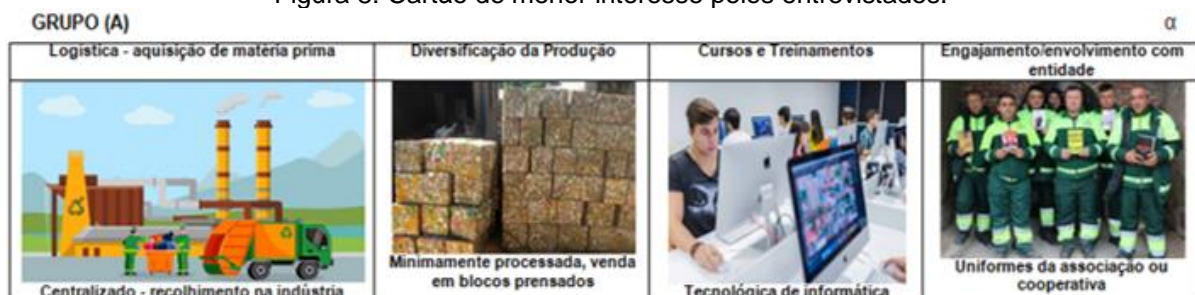 Figura 3. Cartão de menor interesse pelos entrevistados.
GRUPO (A)
α
Logística - aquisição de matéria prima
Diversificação da Produção
Cursos e Treinamentos
Engajamento/envolvimento com
entidade
Centralizado - recolhimento na indústria
Minimamente processada, venda
em blocos prensados
Tecnológica de informática
Uniformes da associação ou
cooperativa